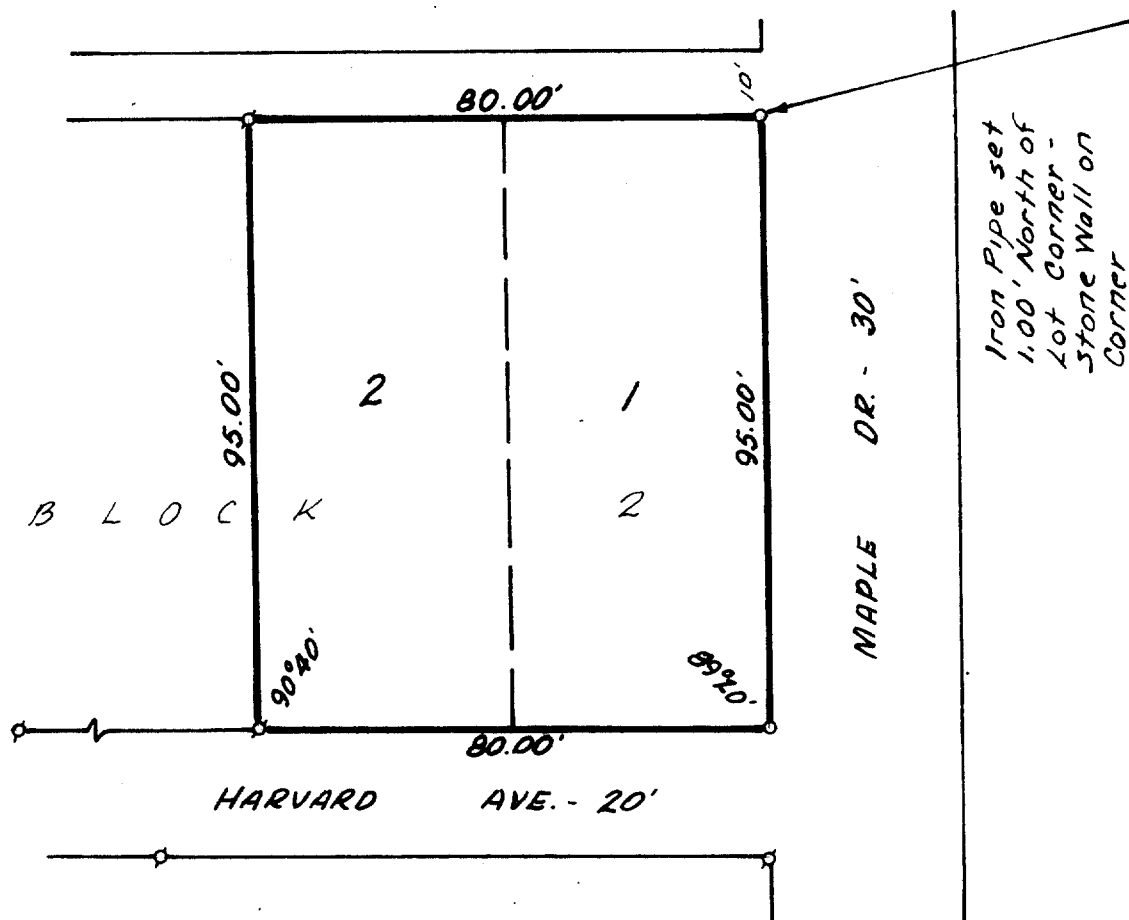 80.00'
10'
Iron Pipe set
1.00' North of
Lot Corner -
Stone Wall on
Corner
95.00'
2
1
95.00'
MAPLE DR. - 30'
BLOCK 2
90°40'
89°20'
80.00'
HARVARD AVE. - 20'